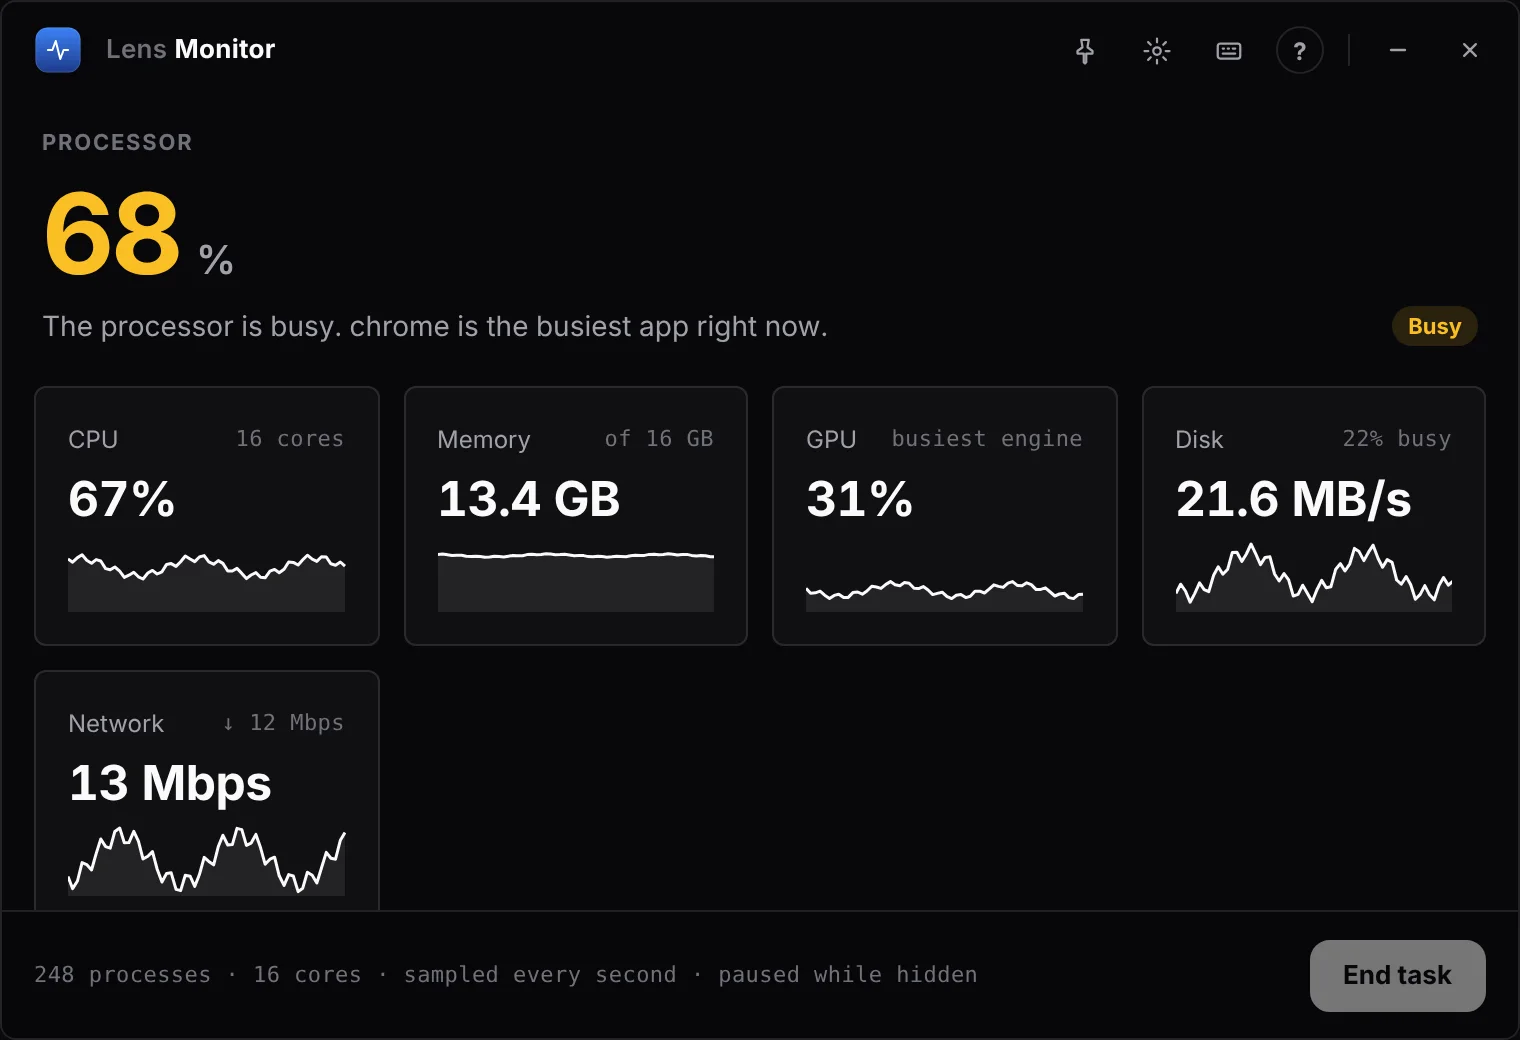 Lens Monitor
?
PROCESSOR
68 %
The processor is busy. chrome is the busiest app right now.
Busy
CPU 16 cores
67%
Memory of 16 GB
13.4 GB
GPU busiest engine
31%
Disk 22% busy
21.6 MB/s
Network ↓ 12 Mbps
13 Mbps
248 processes · 16 cores · sampled every second · paused while hidden
End task